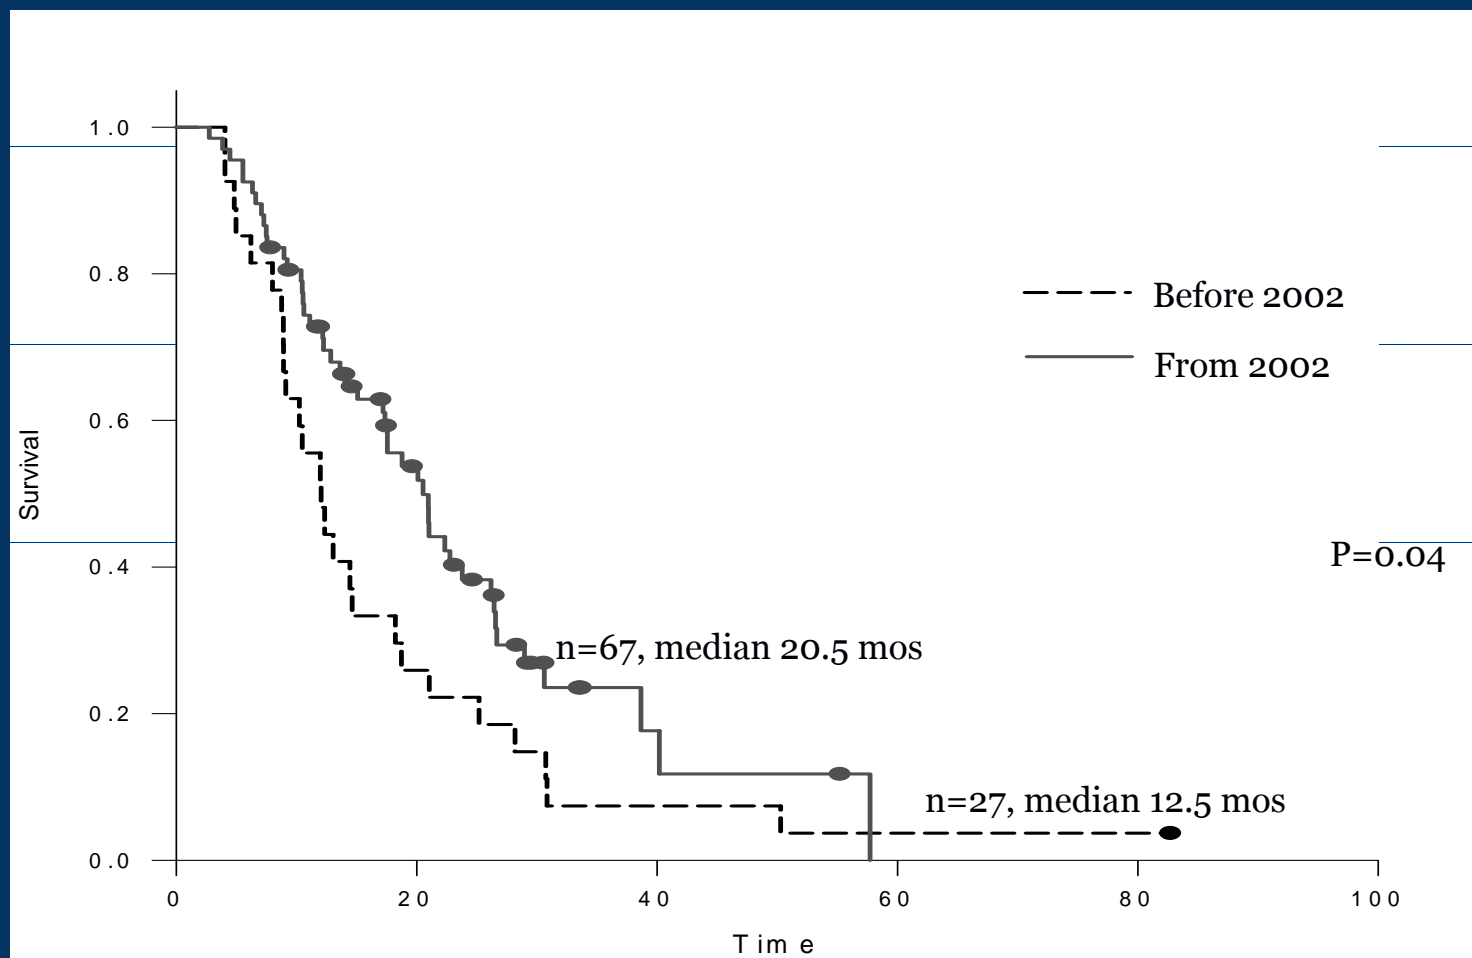 1.0
0.8
0.6
0.4
0.2
0.0
Survival
Before 2002
From 2002
P=0.04
n=67, median 20.5 mos
n=27, median 12.5 mos
0 20 40 60 80 100
Time